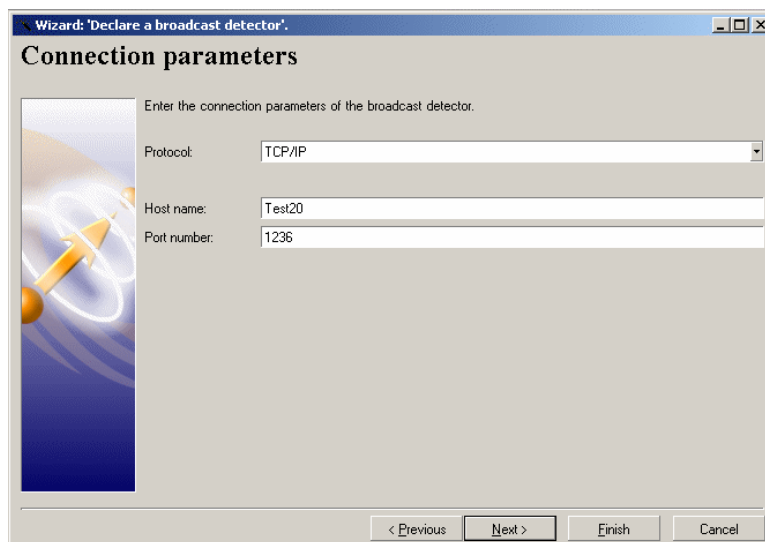 Wizard: 'Declare a broadcast detector'.
Connection parameters
Enter the connection parameters of the broadcast detector.
Protocol: TCP/IP
Host name: Test20
Port number: 1236
< Previous Next > Finish Cancel